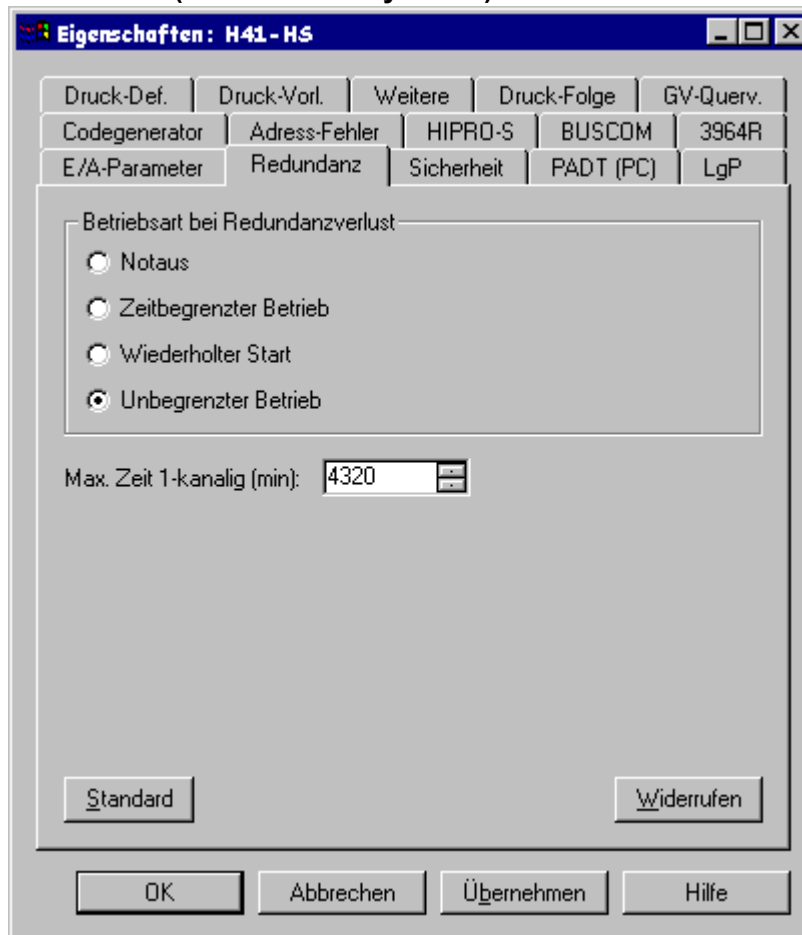 Eigenschaften: H41-HS
Druck-Def. Druck-Vorl. Weitere Druck-Folge GV-Querv.
Codegenerator Adress-Fehler HIPRO-S BUSCOM 3964R
E/A-Parameter Redundanz Sicherheit PADT (PC) LgP
Betriebsart bei Redundanzverlust
Notaus
Zeitbegrenzter Betrieb
Wiederholter Start
Unbegrenzter Betrieb
Max. Zeit 1-kanalig (min): 4320
Standard Widerrufen
OK Abbrechen Übernehmen Hilfe